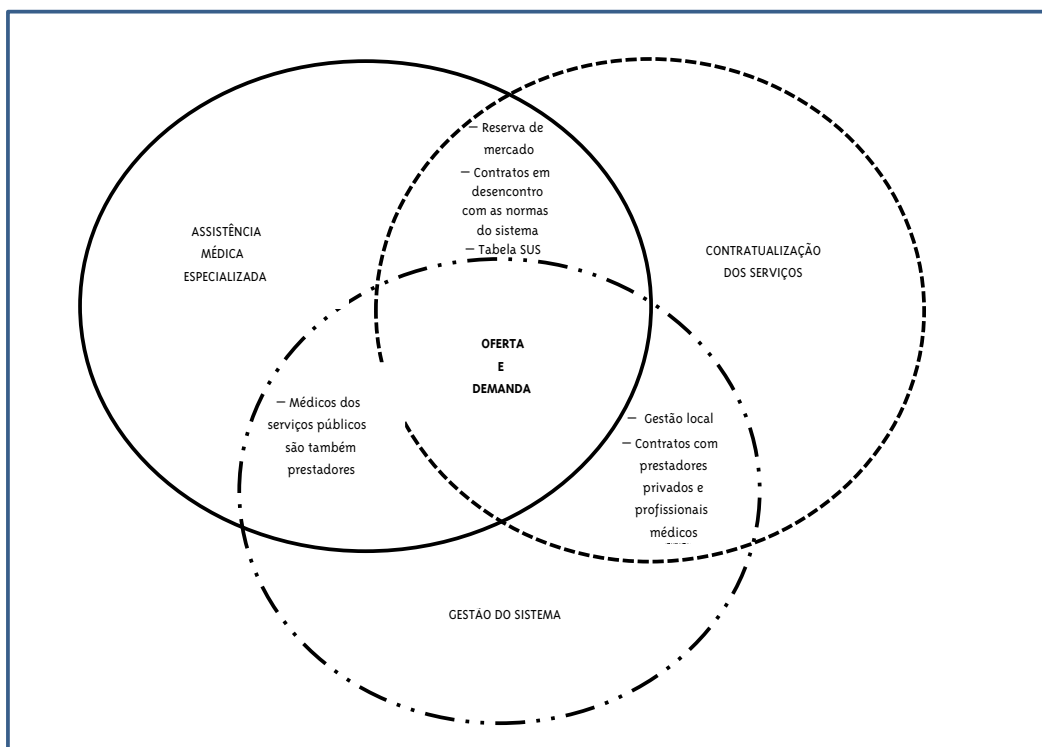 — Reserva de
mercado
— Contratos em
desencontro
com as normas
do sistema
— Tabela SUS
ASSISTÊNCIA
MÉDICA
ESPECIALIZADA
CONTRATUALIZAÇÃO
DOS SERVIÇOS
OFERTA
E
DEMANDA
— Médicos dos
serviços públicos
são também
prestadores
— Gestão local
— Contratos com
prestadores
privados e
profissionais
médicos
GESTÃO DO SISTEMA